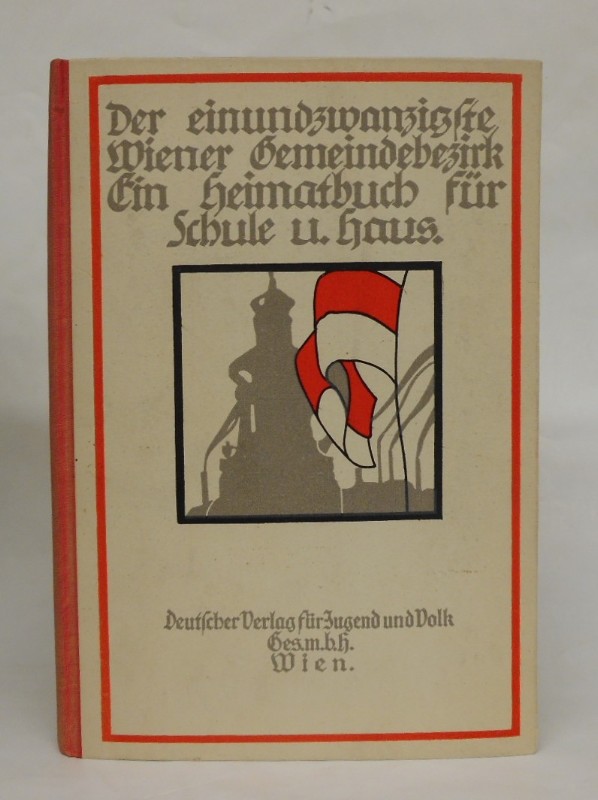 Der einundzwanzigste
Wiener Gemeindebezirk
Ein Heimatbuch für
Schule u. Haus.
Deutscher Verlag für Jugend und Volk
Ges.m.b.H.
Wien.